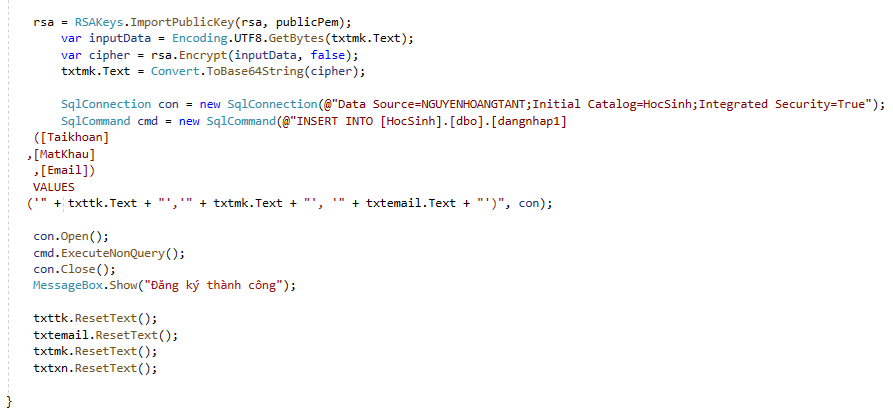 rsa = RSAKeys.ImportPublicKey(rsa, publicPem);
var inputData = Encoding.UTF8.GetBytes(txtmk.Text);
var cipher = rsa.Encrypt(inputData, false);
txtmk.Text = Convert.ToBase64String(cipher);
SqlConnection con = new SqlConnection(@"Data Source=NGUYENHOANGTANT;Initial Catalog=HocSinh;Integrated Security=True");
SqlCommand cmd = new SqlCommand(@"INSERT INTO [HocSinh].[dbo].[dangnhap1]
([Taikhoan]
,[MatKhau]
,[Email])
VALUES
('" + txttk.Text + "','" + txtmk.Text + "', '" + txtemail.Text + "')", con);
con.Open();
cmd.ExecuteNonQuery();
con.Close();
MessageBox.Show("Đăng ký thành công");
txttk.ResetText();
txtemail.ResetText();
txtmk.ResetText();
txtxn.ResetText();
}